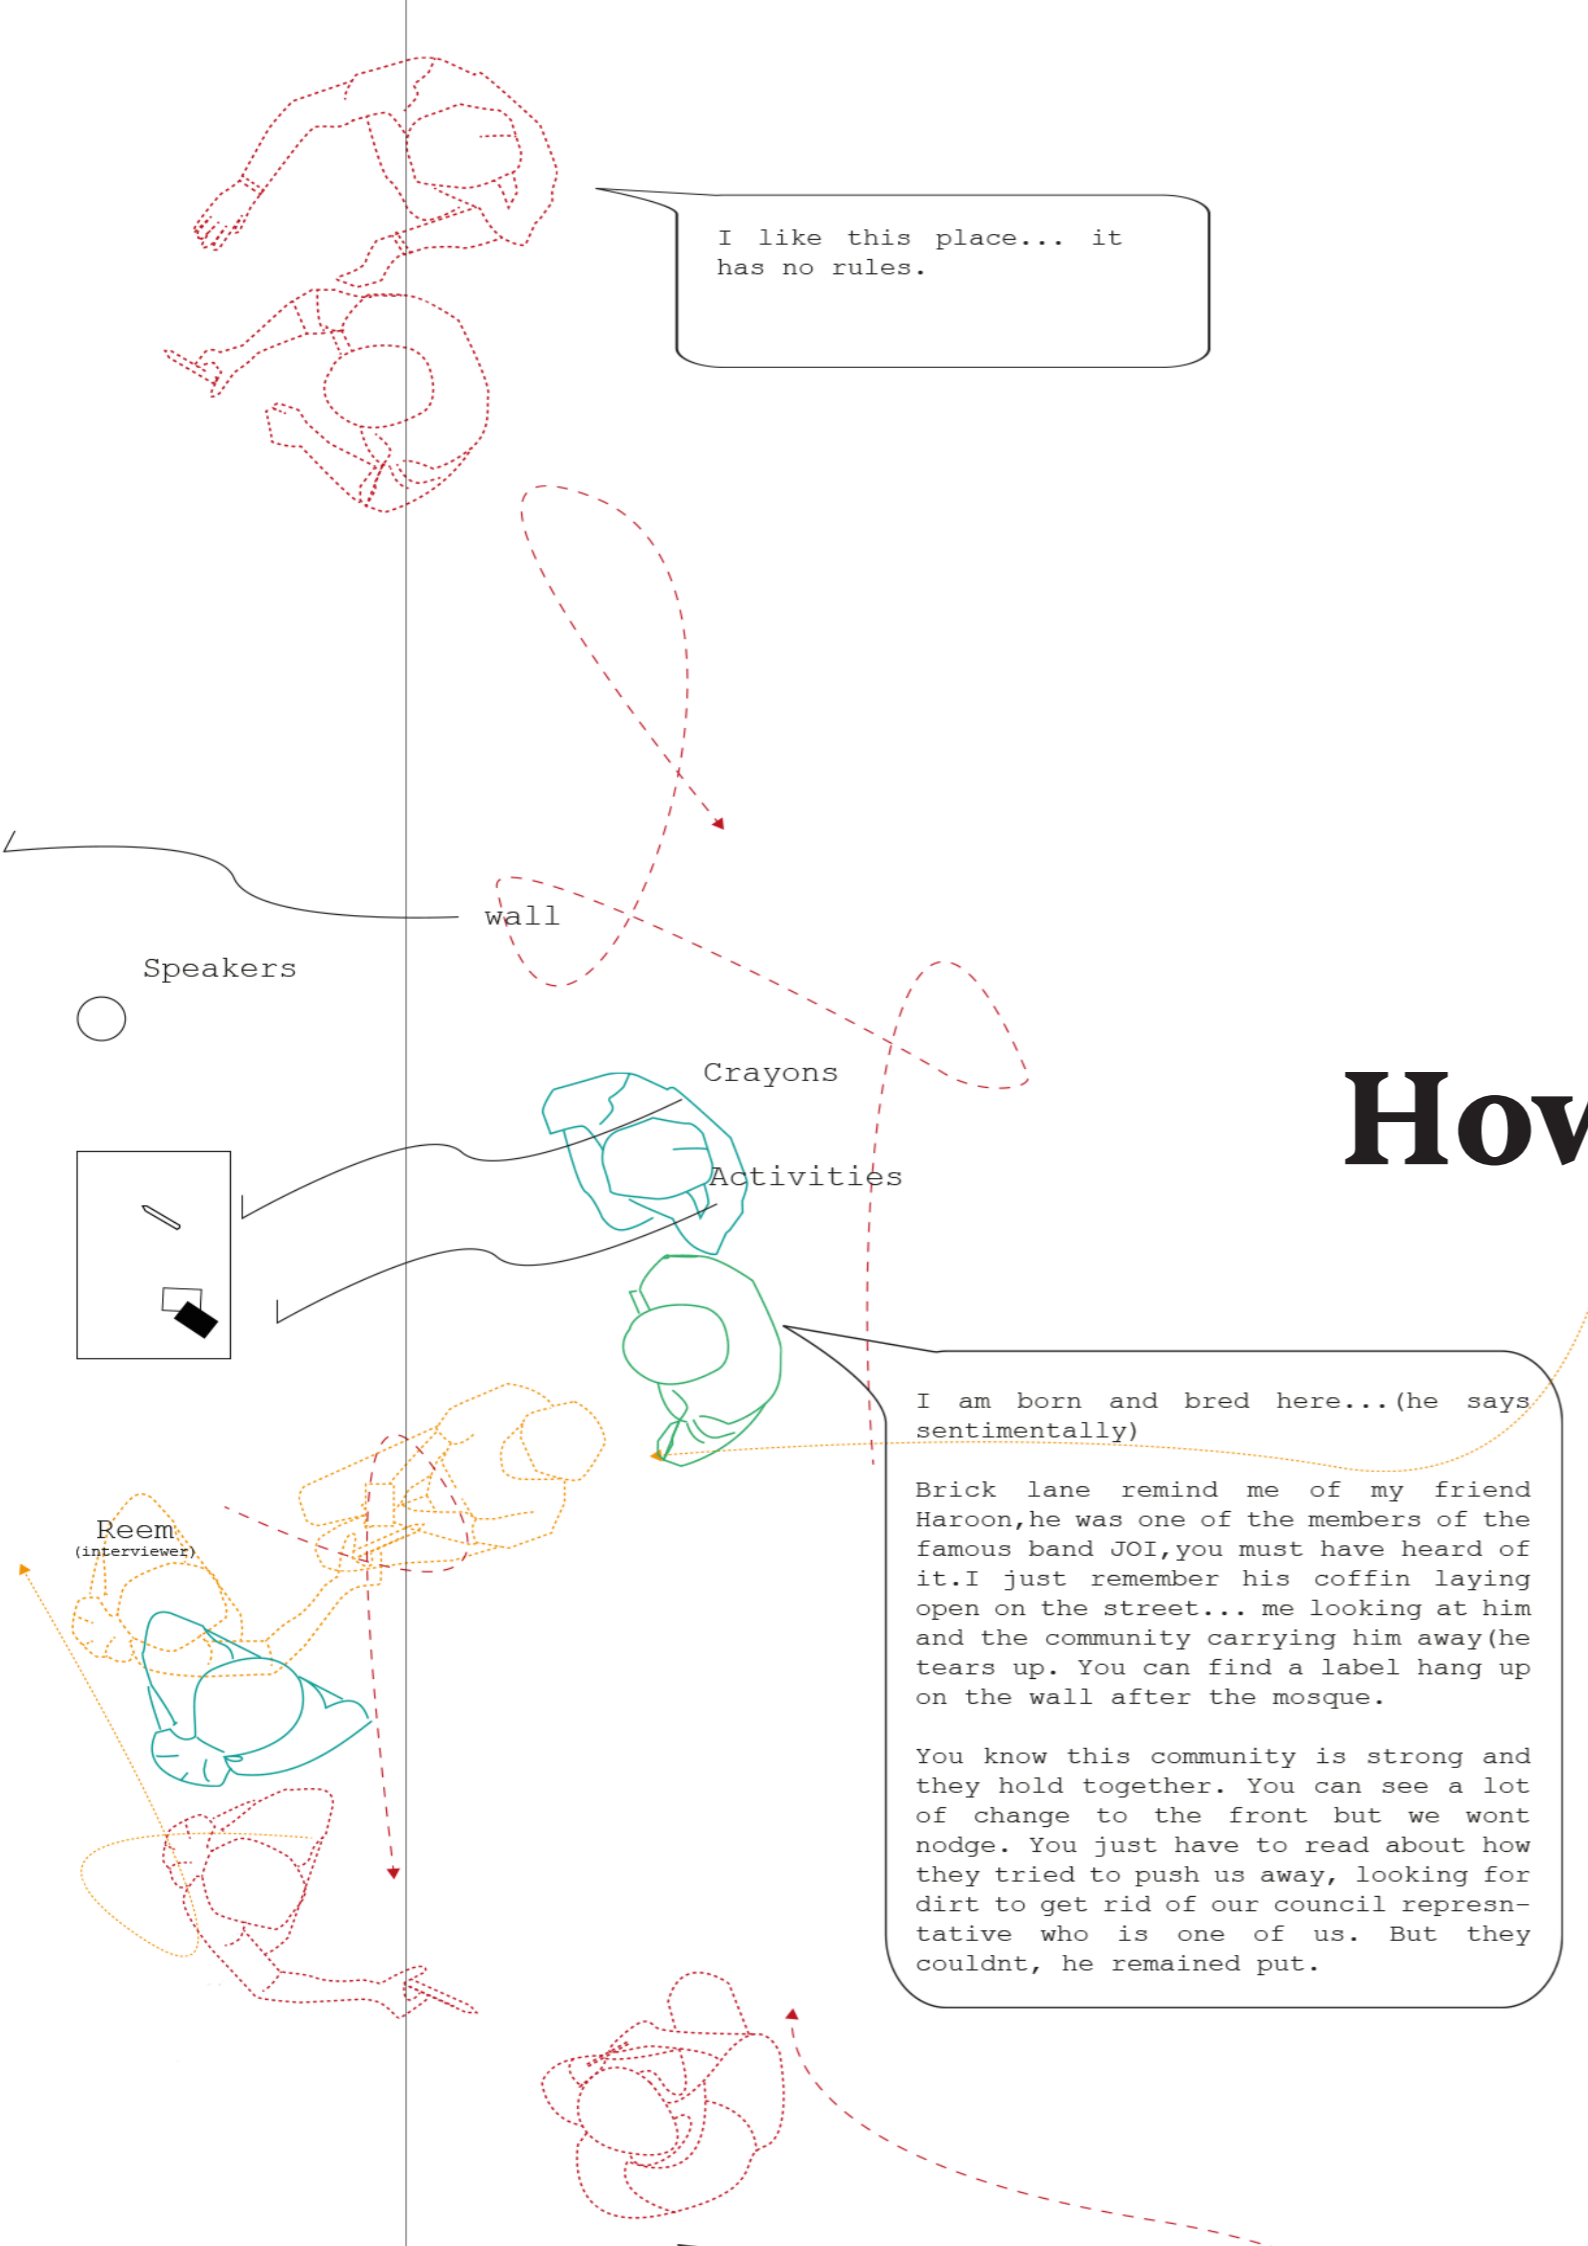 I like this place... it
has no rules.
wall
Speakers
Crayons
How
Activities
I am born and bred here...(he says
sentimentally)
Brick lane remind me of my friend
Haroon,he was one of the members of the
famous band JOI,you must have heard of
it.I just remember his coffin laying
open on the street... me looking at him
and the community carrying him away(he
tears up. You can find a label hang up
on the wall after the mosque.
You know this community is strong and
they hold together. You can see a lot
of change to the front but we wont
nodge. You just have to read about how
they tried to push us away, looking for
dirt to get rid of our council represn-
tative who is one of us. But they
couldnt, he remained put.
Reem
(interviewer)